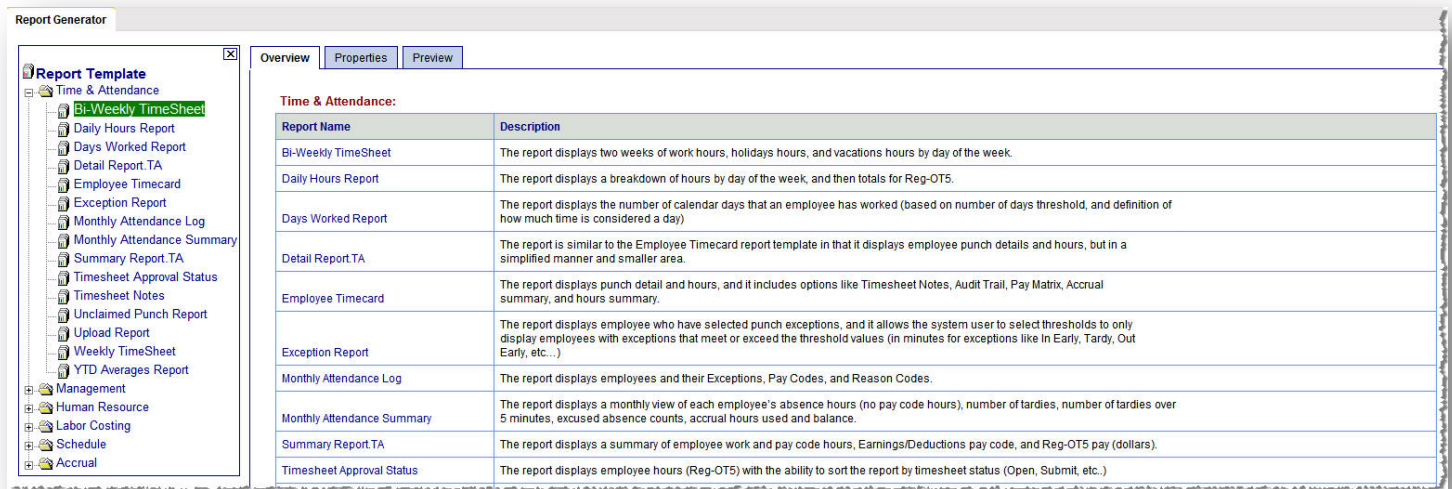 Report Generator
Report Template
Time & Attendance
Bi-Weekly TimeSheet
Daily Hours Report
Days Worked Report
Detail Report.TA
Employee Timecard
Exception Report
Monthly Attendance Log
Monthly Attendance Summary
Summary Report.TA
Timesheet Approval Status
Timesheet Notes
Unclaimed Punch Report
Upload Report
Weekly TimeSheet
YTD Averages Report
Management
Human Resource
Labor Costing
Schedule
Accrual
Overview Properties Preview
Time & Attendance:
Report Name Description
Bi-Weekly TimeSheet The report displays two weeks of work hours, holidays hours, and vacations hours by day of the week.
Daily Hours Report The report displays a breakdown of hours by day of the week, and then totals for Reg-OT5.
Days Worked Report The report displays the number of calendar days that an employee has worked (based on number of days threshold, and definition of
how much time is considered a day)
Detail Report.TA The report is similar to the Employee Timecard report template in that it displays employee punch details and hours, but in a
simplified manner and smaller area.
Employee Timecard The report displays punch detail and hours, and it includes options like Timesheet Notes, Audit Trail, Pay Matrix, Accrual
summary, and hours summary.
Exception Report The report displays employee who have selected punch exceptions, and it allows the system user to select thresholds to only
display employees with exceptions that meet or exceed the threshold values (in minutes for exceptions like In Early, Tardy, Out
Early, etc...)
Monthly Attendance Log The report displays employees and their Exceptions, Pay Codes, and Reason Codes.
Monthly Attendance Summary The report displays a monthly view of each employee's absence hours (no pay code hours), number of tardies, number of tardies over
5 minutes, excused absence counts, accrual hours used and balance.
Summary Report.TA The report displays a summary of employee work and pay code hours, Earnings/Deductions pay code, and Reg-OT5 pay (dollars).
Timesheet Approval Status The report displays employee hours (Reg-OT5) with the ability to sort the report by timesheet status (Open, Submit, etc..)